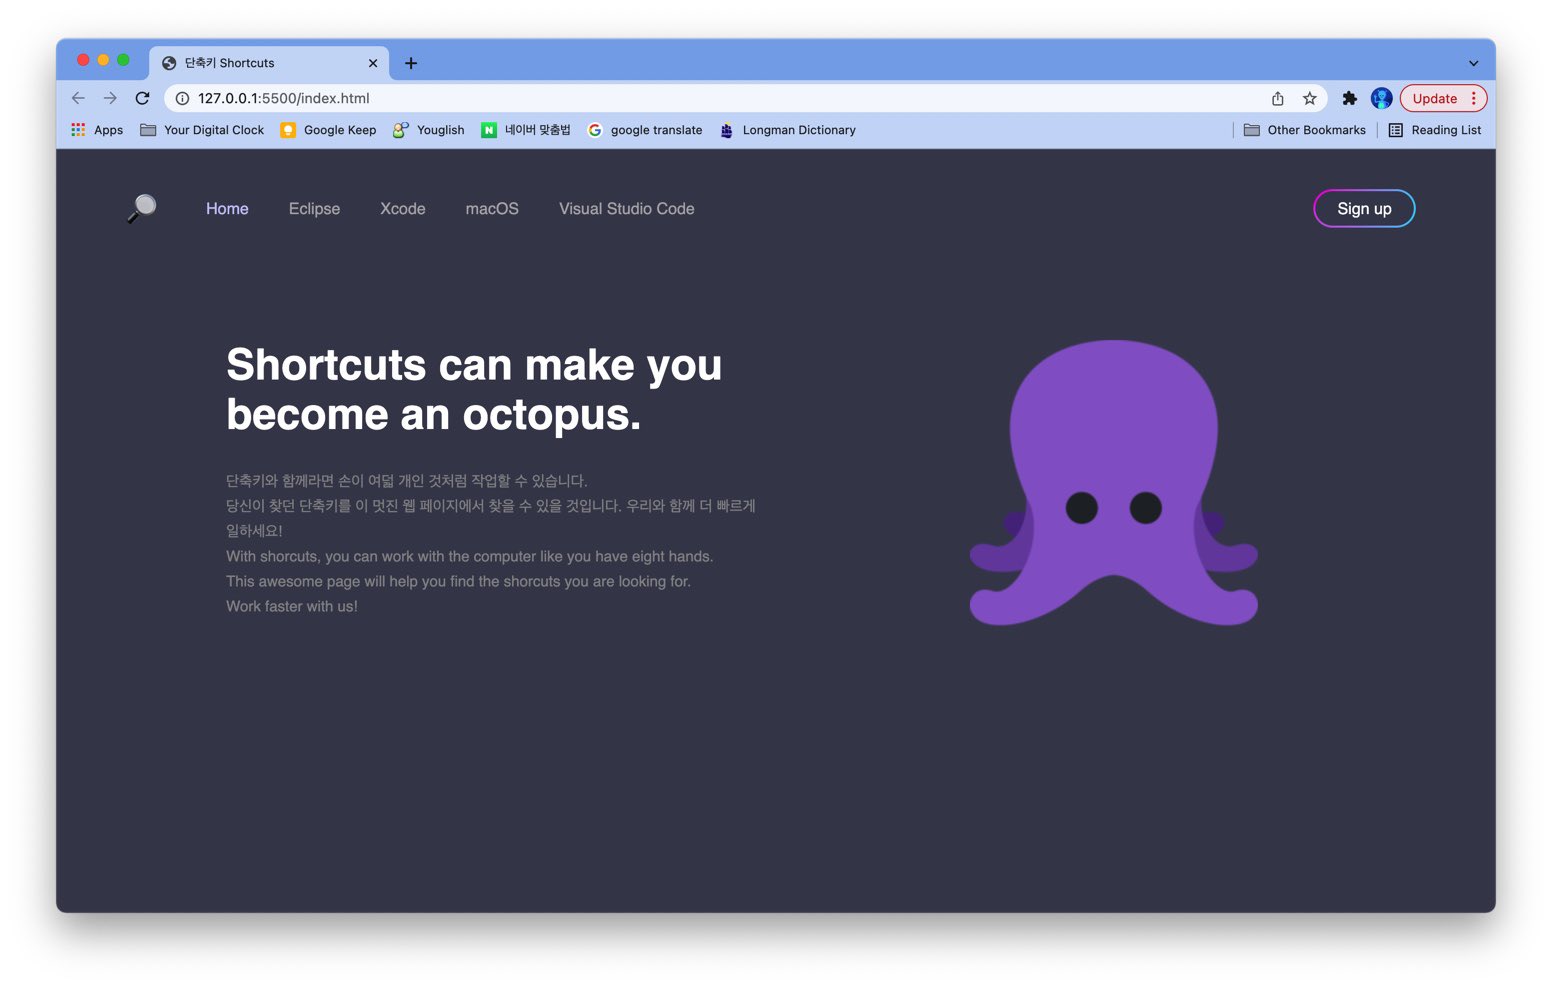 단축키 Shortcuts
127.0.0.1:5500/index.html
Update
Apps Your Digital Clock Google Keep Youglish 네이버 맞춤법 google translate Longman Dictionary Other Bookmarks Reading List
Home Eclipse Xcode macOS Visual Studio Code Sign up
Shortcuts can make you
become an octopus.
단축키와 함께라면 손이 여덟 개인 것처럼 작업할 수 있습니다.
당신이 찾던 단축키를 이 멋진 웹 페이지에서 찾을 수 있을 것입니다. 우리와 함께 더 빠르게
일하세요!
With shorcuts, you can work with the computer like you have eight hands.
This awesome page will help you find the shorcuts you are looking for.
Work faster with us!